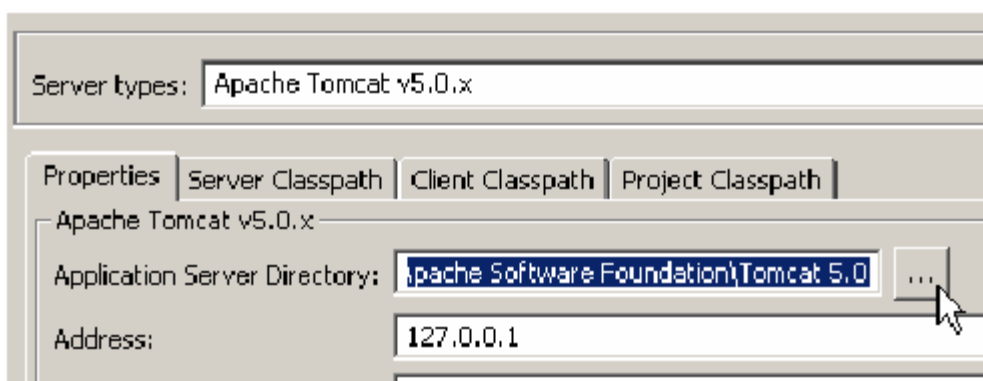 Server types: Apache Tomcat v5.0.x
Properties Server Classpath Client Classpath Project Classpath
Apache Tomcat v5.0.x
Application Server Directory: \pache Software Foundation\Tomcat 5.0 ...
Address: 127.0.0.1